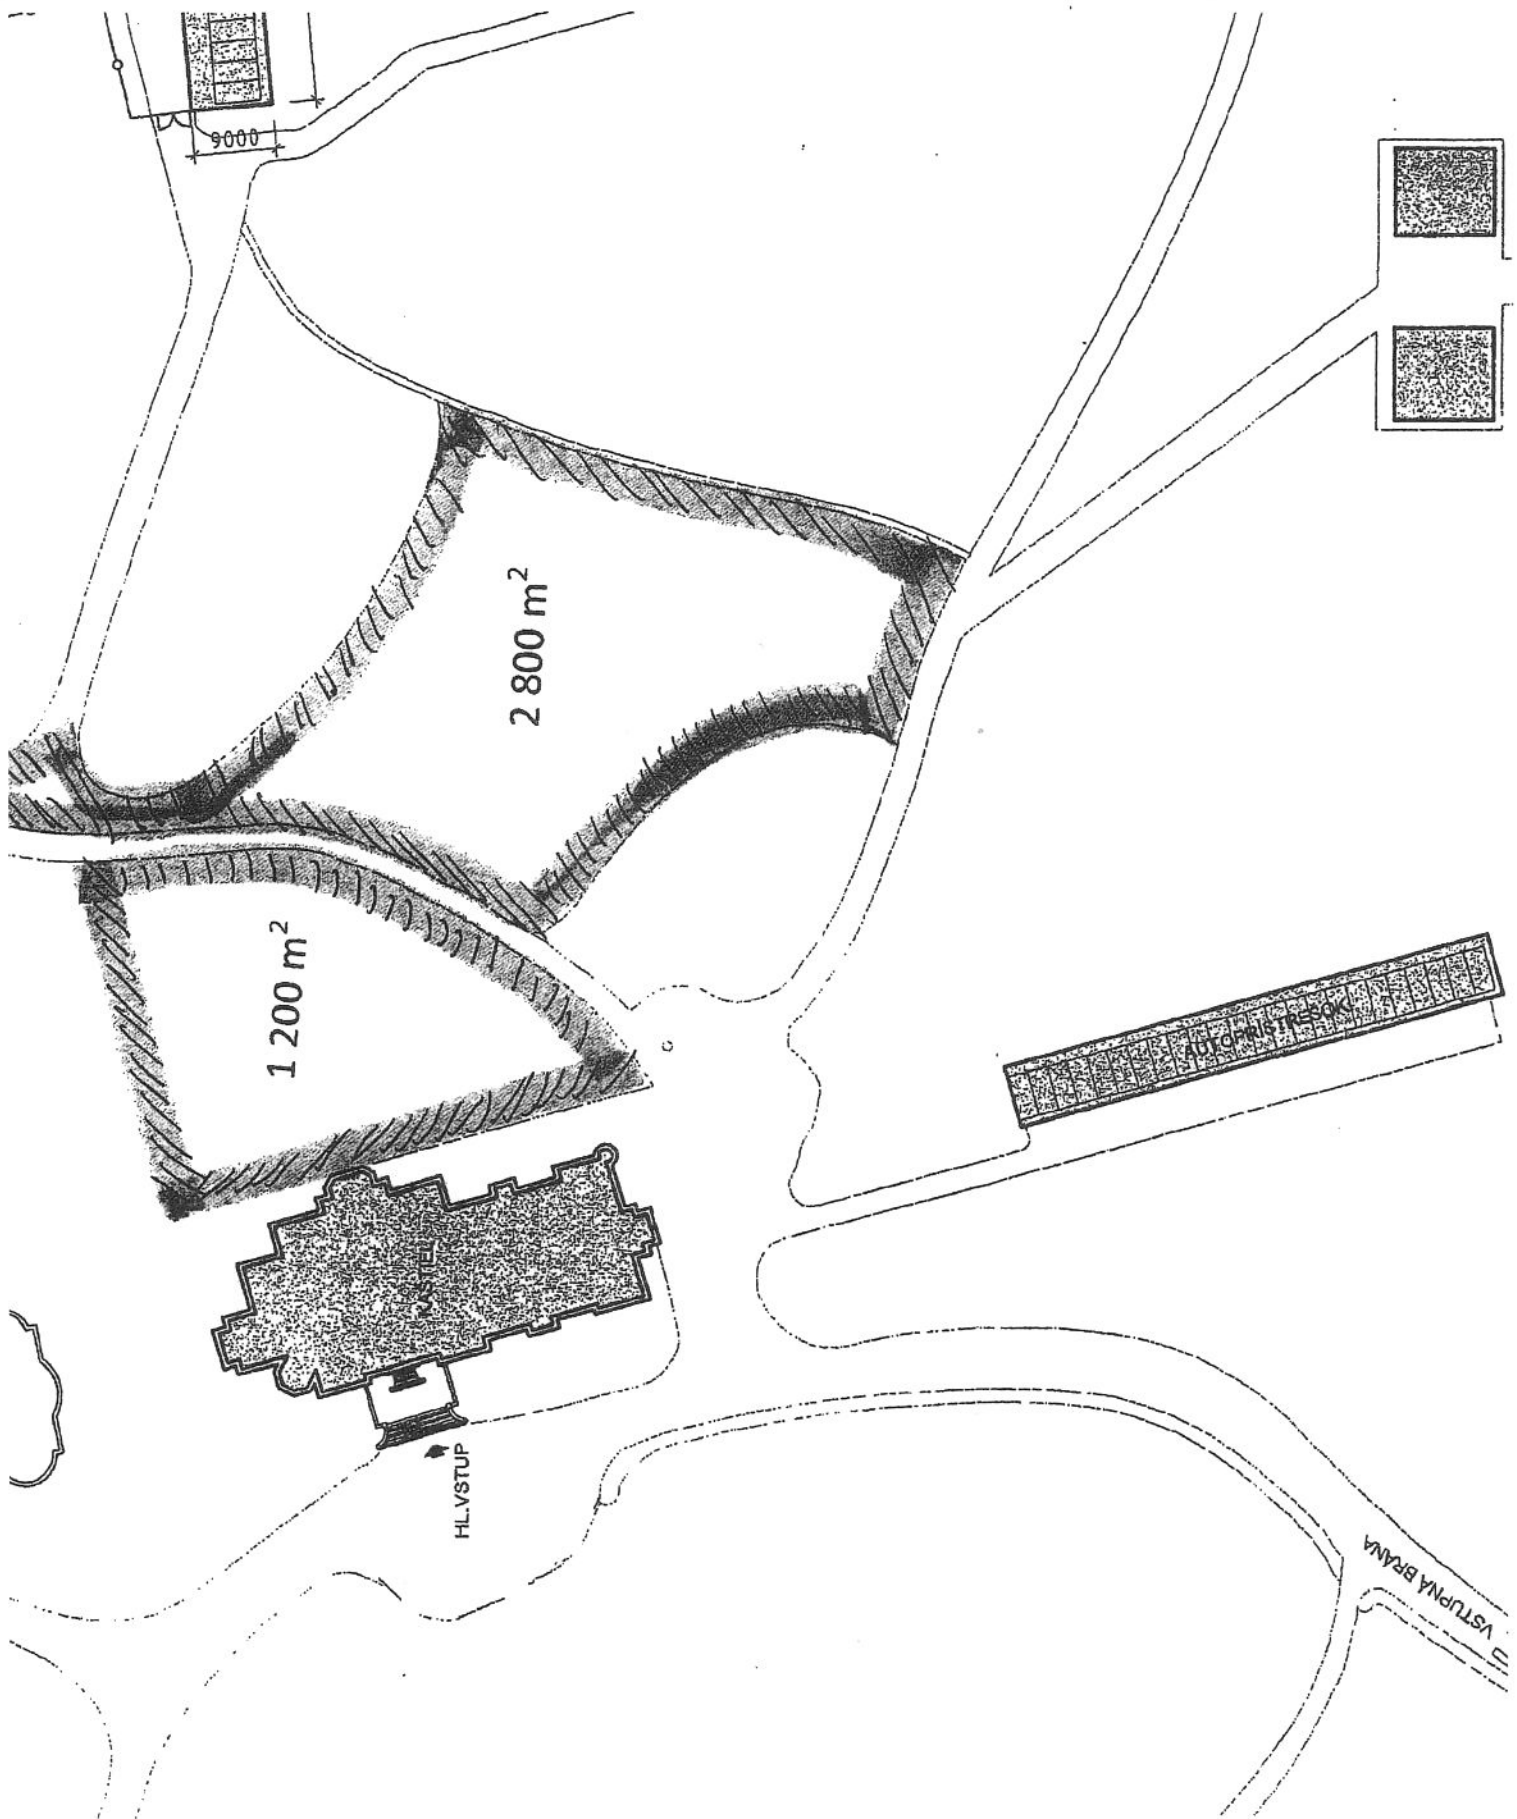 9000
2 800 m²
1 200 m²
AUTOPRÍSTREŠOK
KAŠTIEĽ
HL.VSTUP
VSTUPNÁ BRÁNA